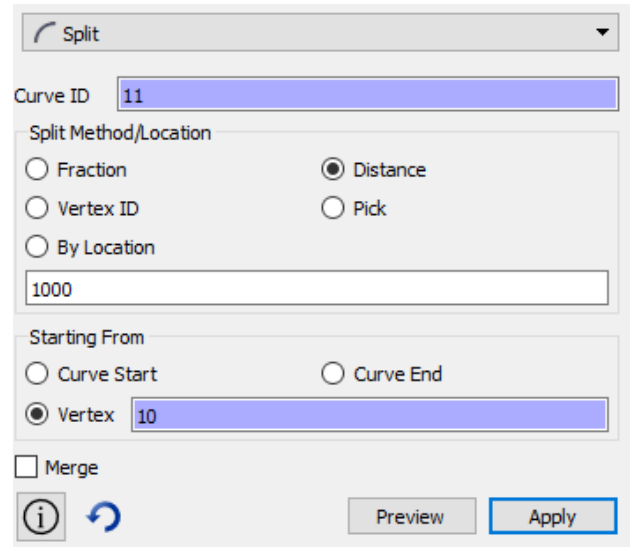 Split
Curve ID 11
Split Method/Location
Fraction Distance
Vertex ID Pick
By Location
1000
Starting From
Curve Start Curve End
Vertex 10
Merge
i Preview Apply